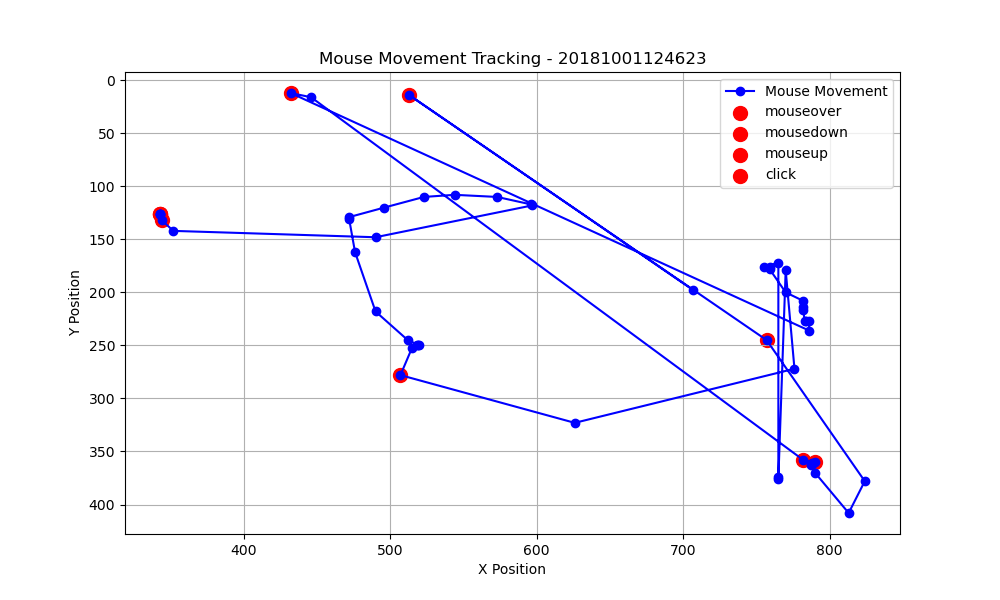 Mouse Movement Tracking - 20181001124623
Mouse Movement
mouseover
mousedown
mouseup
click
Y Position
0
50
100
150
200
250
300
350
400
400
500
600
700
800
X Position